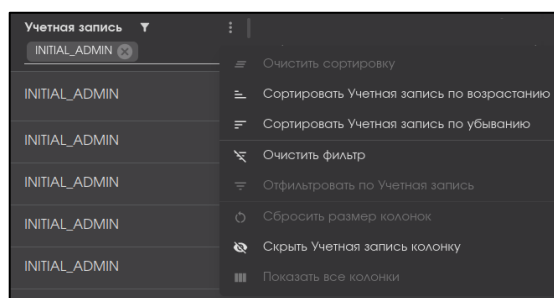 Учетная запись
INITIAL_ADMIN
INITIAL_ADMIN
INITIAL_ADMIN
INITIAL_ADMIN
INITIAL_ADMIN
INITIAL_ADMIN
Очистить сортировку
Сортировать Учетная запись по возрастанию
Сортировать Учетная запись по убыванию
Очистить фильтр
Отфильтровать по Учетная запись
Сбросить размер колонок
Скрыть Учетная запись колонку
Показать все колонки